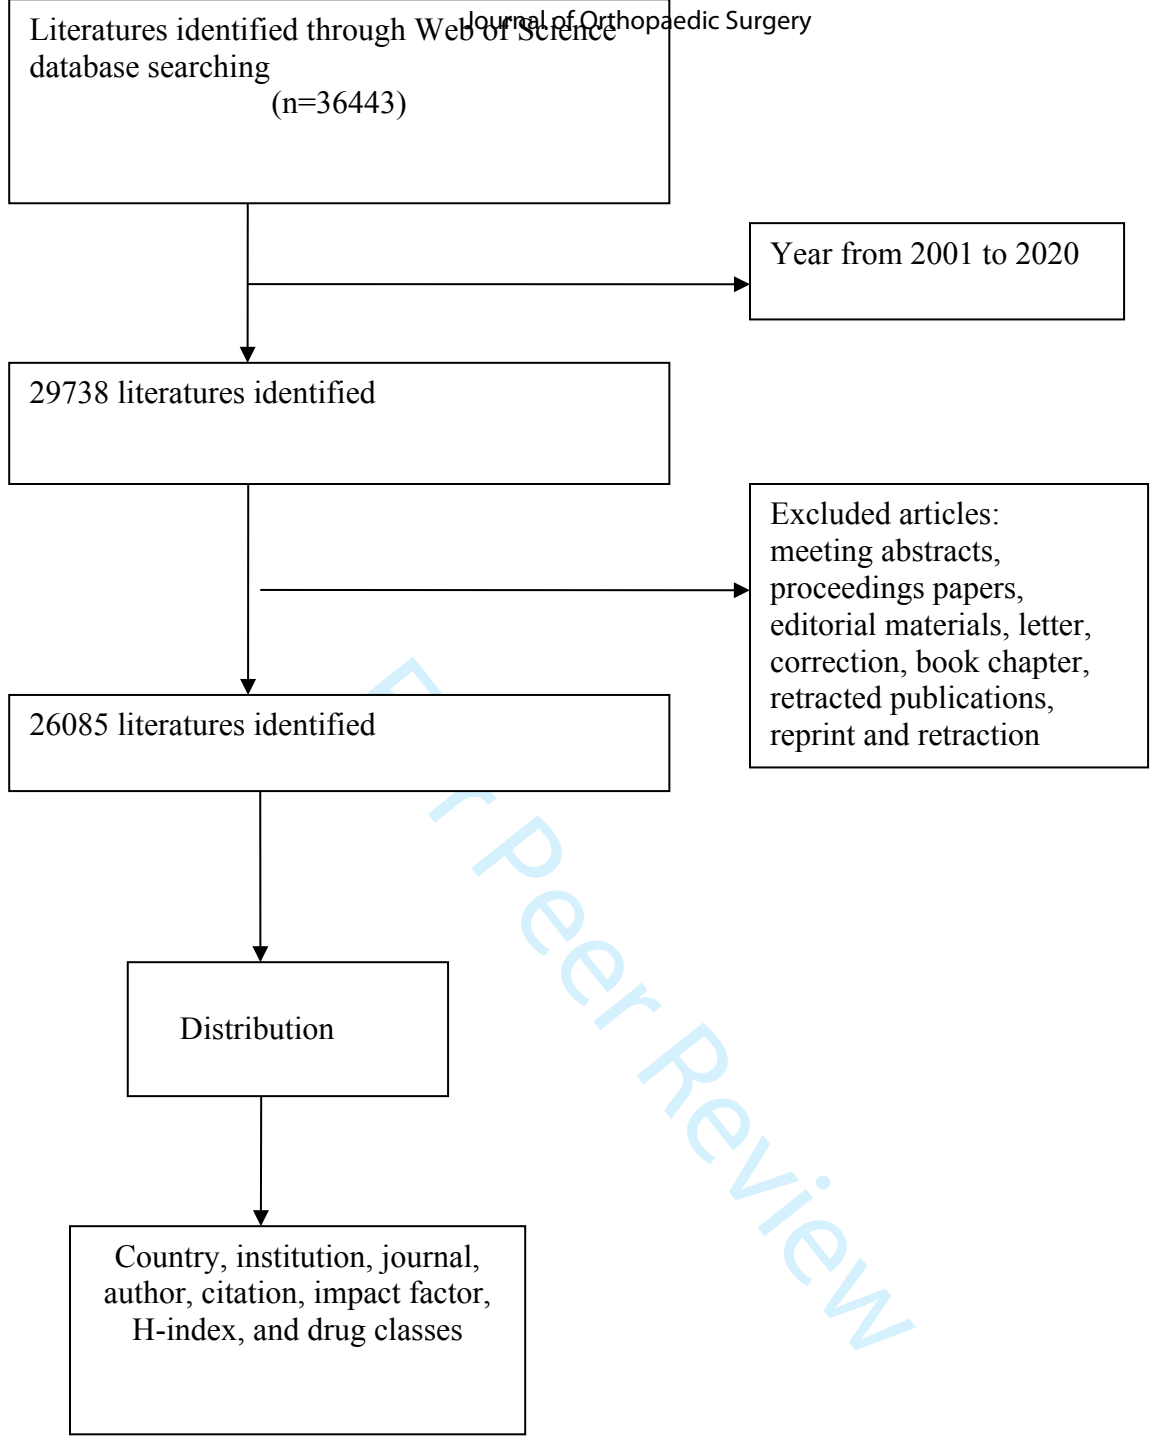 Journal of Orthopaedic Surgery
Literatures identified through Web of Science
database searching
(n=36443)
Year from 2001 to 2020
29738 literatures identified
Excluded articles:
meeting abstracts,
proceedings papers,
editorial materials, letter,
correction, book chapter,
retracted publications,
reprint and retraction
26085 literatures identified
For Peer Review
Distribution
Country, institution, journal,
author, citation, impact factor,
H-index, and drug classes